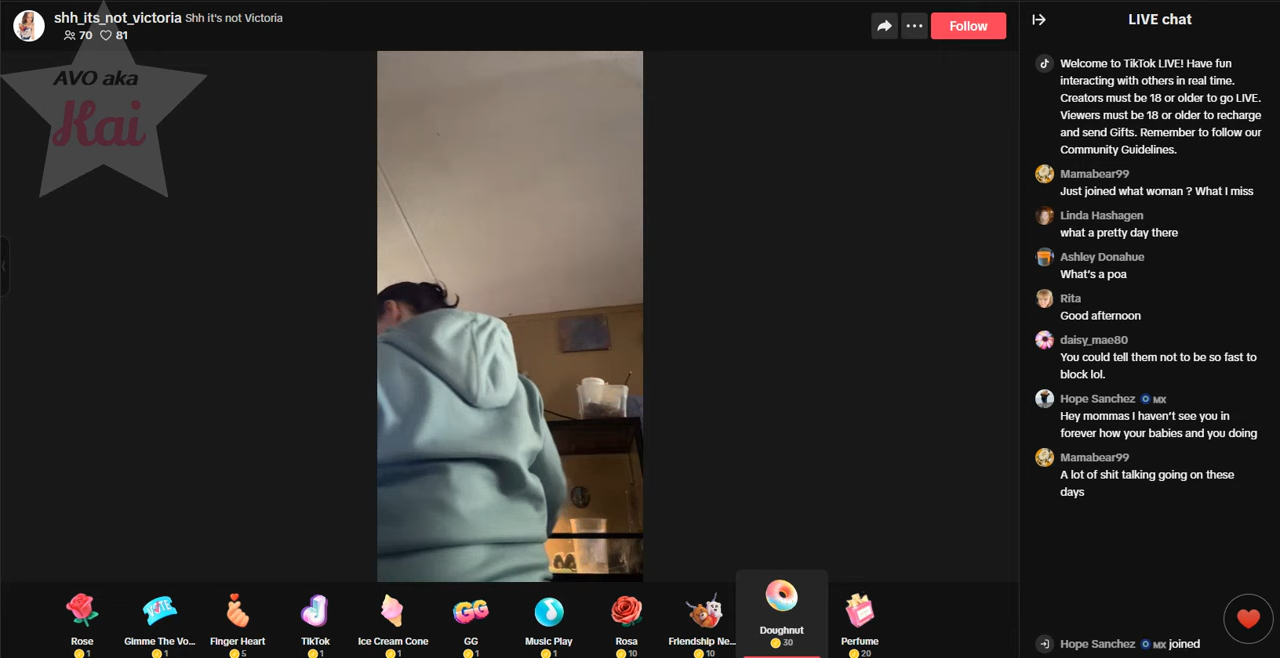 shh_its_not_victoria Shh it's not Victoria
70 81
Follow
AVO aka
Kai
LIVE chat
Welcome to TikTok LIVE! Have fun
interacting with others in real time.
Creators must be 18 or older to go LIVE.
Viewers must be 18 or older to recharge
and send Gifts. Remember to follow our
Community Guidelines.
Mamabear99
Just joined what woman ? What I miss
Linda Hashagen
what a pretty day there
Ashley Donahue
What's a poa
Rita
Good afternoon
daisy_mae80
You could tell them not to be so fast to
block lol.
Hope Sanchez MX
Hey mommas I haven't see you in
forever how your babies and you doing
Mamabear99
A lot of shit talking going on these
days
Hope Sanchez MX joined
Rose Gimme The Vo... Finger Heart TikTok Ice Cream Cone GG Music Play Rosa Friendship Ne... Doughnut Perfume
1 1 5 1 1 1 1 10 10 30 20